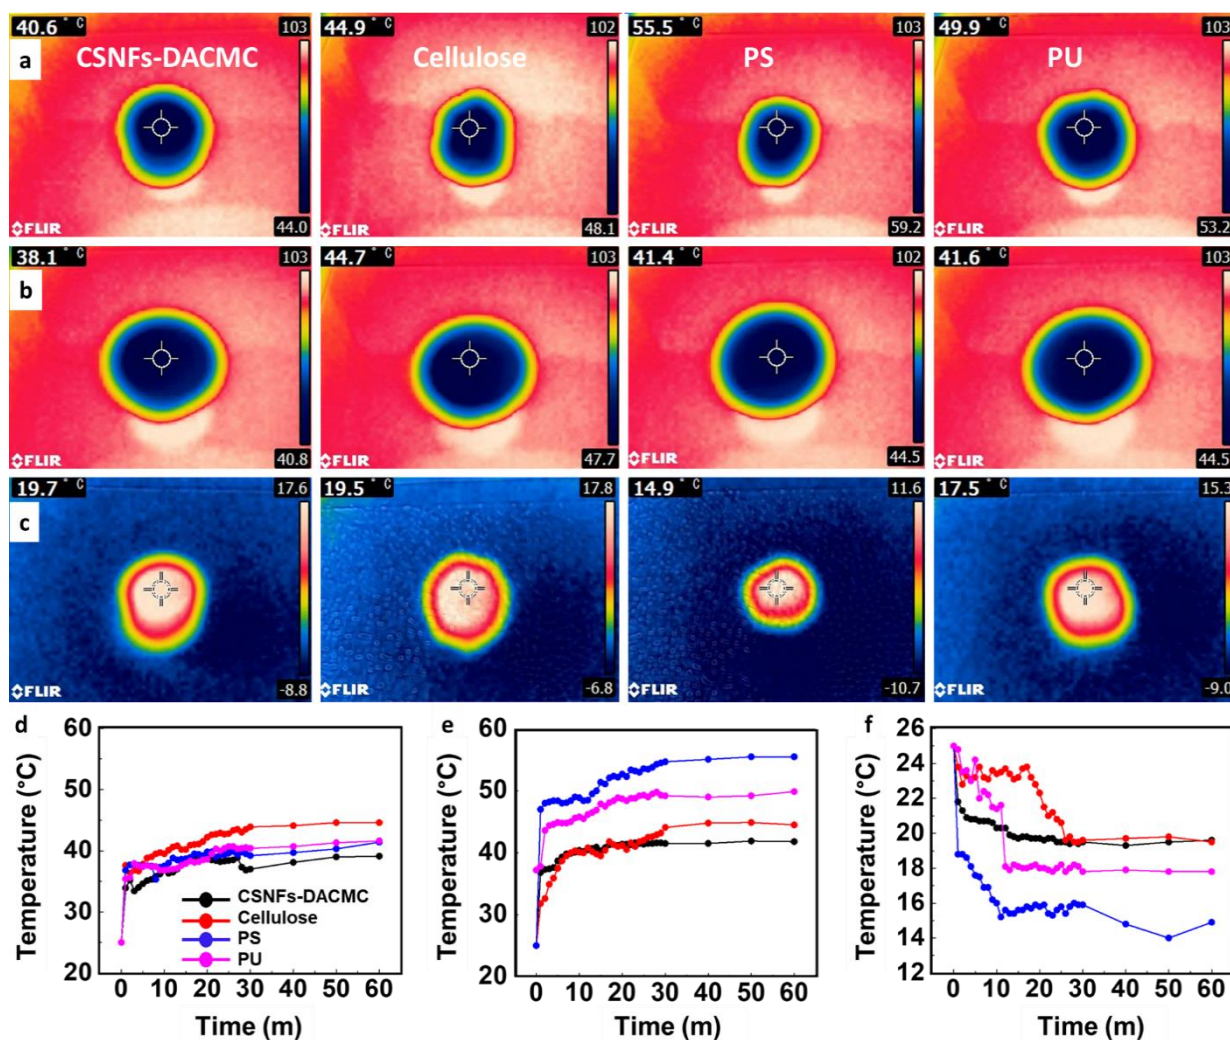 40.6 ° C 103
44.9 ° C 102
55.5 ° C 103
49.9 ° C 103
a
CSNFs-DACMC
Cellulose
PS
PU
FLIR 44.0
FLIR 48.1
FLIR 59.2
FLIR 53.2
38.1 ° C 103
44.7 ° C 103
41.4 ° C 102
41.6 ° C 103
b
FLIR 40.8
FLIR 47.7
FLIR 44.5
FLIR 44.5
19.7 ° C 17.6
19.5 ° C 17.8
14.9 ° C 11.6
17.5 ° C 15.3
c
FLIR -8.8
FLIR -6.8
FLIR -10.7
FLIR -9.0
d
Temperature (°C)
60
50
40
30
20
CSNFs-DACMC
Cellulose
PS
PU
0 10 20 30 40 50 60
Time (m)
e
Temperature (°C)
60
50
40
30
20
0 10 20 30 40 50 60
Time (m)
f
Temperature (°C)
26
24
22
20
18
16
14
12
0 10 20 30 40 50 60
Time (m)